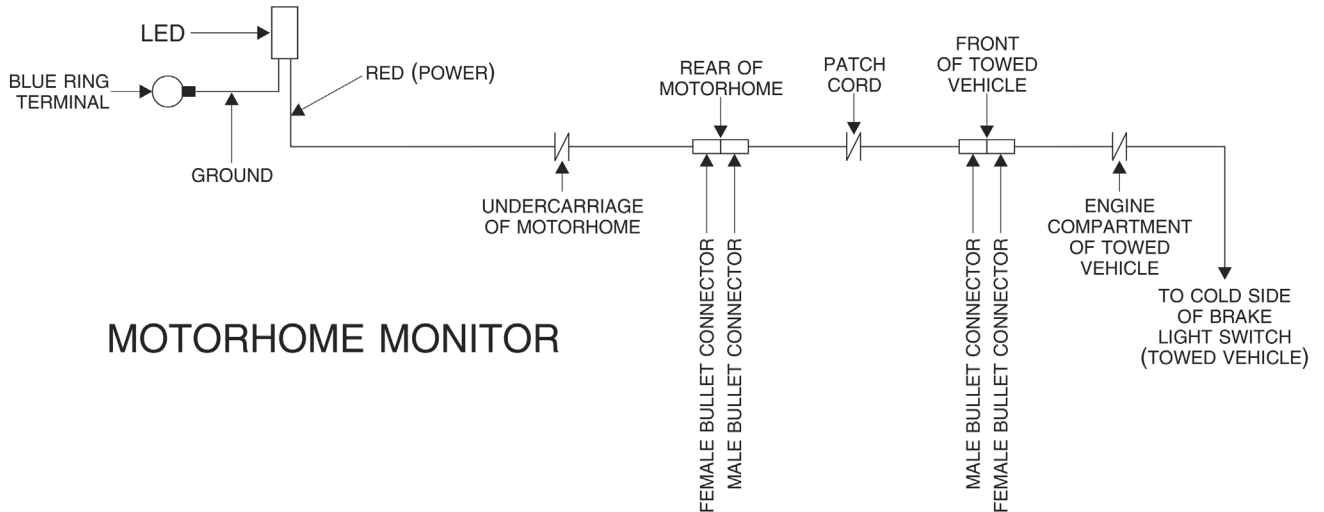 LED
BLUE RING
TERMINAL
RED (POWER)
GROUND
UNDERCARRIAGE
OF MOTORHOME
REAR OF
MOTORHOME
PATCH
CORD
FRONT
OF TOWED
VEHICLE
FEMALE BULLET CONNECTOR
MALE BULLET CONNECTOR
MALE BULLET CONNECTOR
FEMALE BULLET CONNECTOR
ENGINE
COMPARTMENT
OF TOWED
VEHICLE
TO COLD SIDE
OF BRAKE
LIGHT SWITCH
(TOWED VEHICLE)
MOTORHOME MONITOR